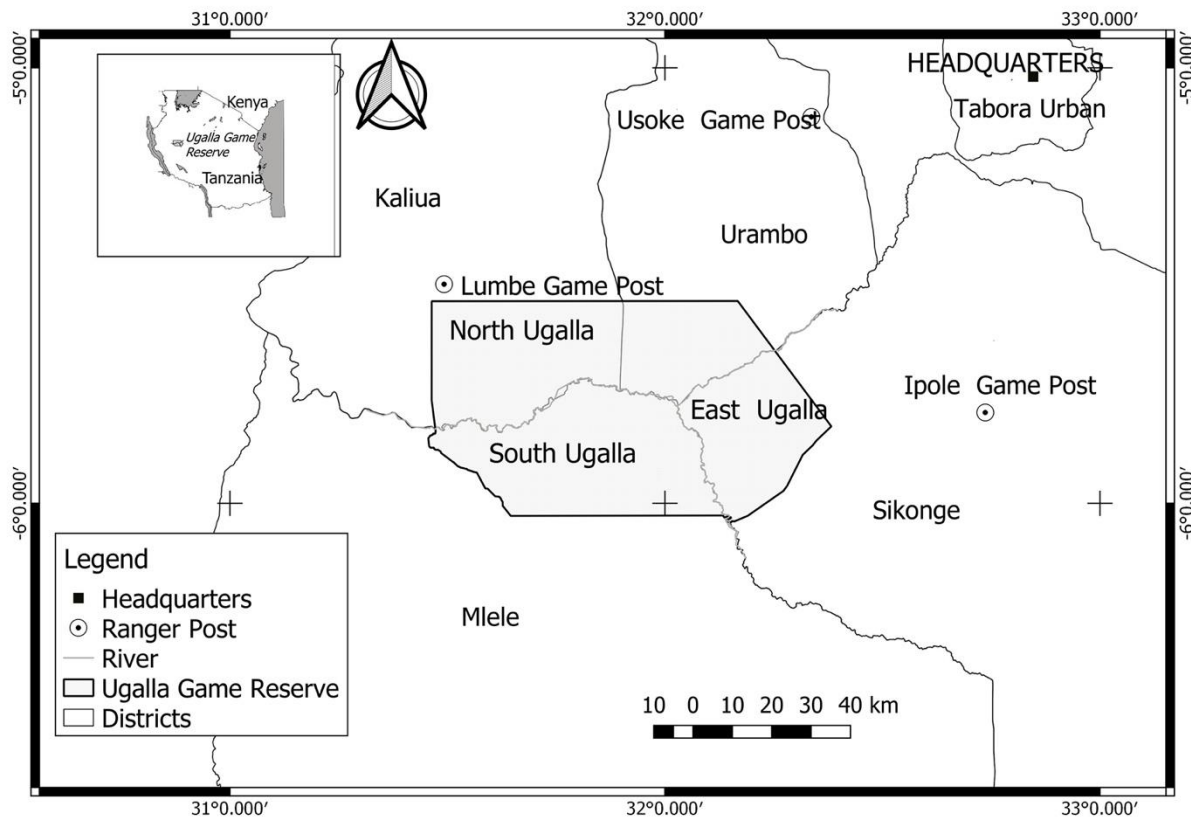 31°0.000′ 32°0.000′ 33°0.000′
-5°0.000′
-5°0.000′
Kenya
Ugalla Game
Reserve
Tanzania
HEADQUARTERS
Tabora Urban
Usoke Game Post
Kaliua
Urambo
Lumbe Game Post
North Ugalla
Ipole Game Post
East Ugalla
South Ugalla
-6°0.000′
-6°0.000′
Sikonge
Mlele
Legend
Headquarters
Ranger Post
River
Ugalla Game Reserve
Districts
10 0 10 20 30 40 km
31°0.000′ 32°0.000′ 33°0.000′